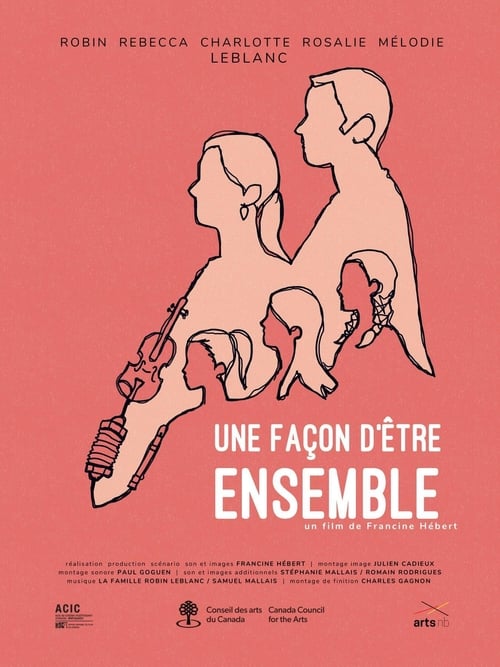 ROBIN REBECCA CHARLOTTE ROSALIE MÉLODIE
LEBLANC
UNE FAÇON D'ÊTRE
ENSEMBLE
un film de Francine Hébert
réalisation production scénario son et images FRANCINE HÉBERT | montage image JULIEN CADIEUX
montage sonore PAUL GOGUEN | son et images additionnels STÉPHANIE MALLAIS / ROMAIN RODRIGUES
musique LA FAMILLE ROBIN LEBLANC / SAMUEL MALLAIS | montage de finition CHARLES GAGNON
ACIC
Conseil des arts Canada Council
du Canada for the Arts
arts nb